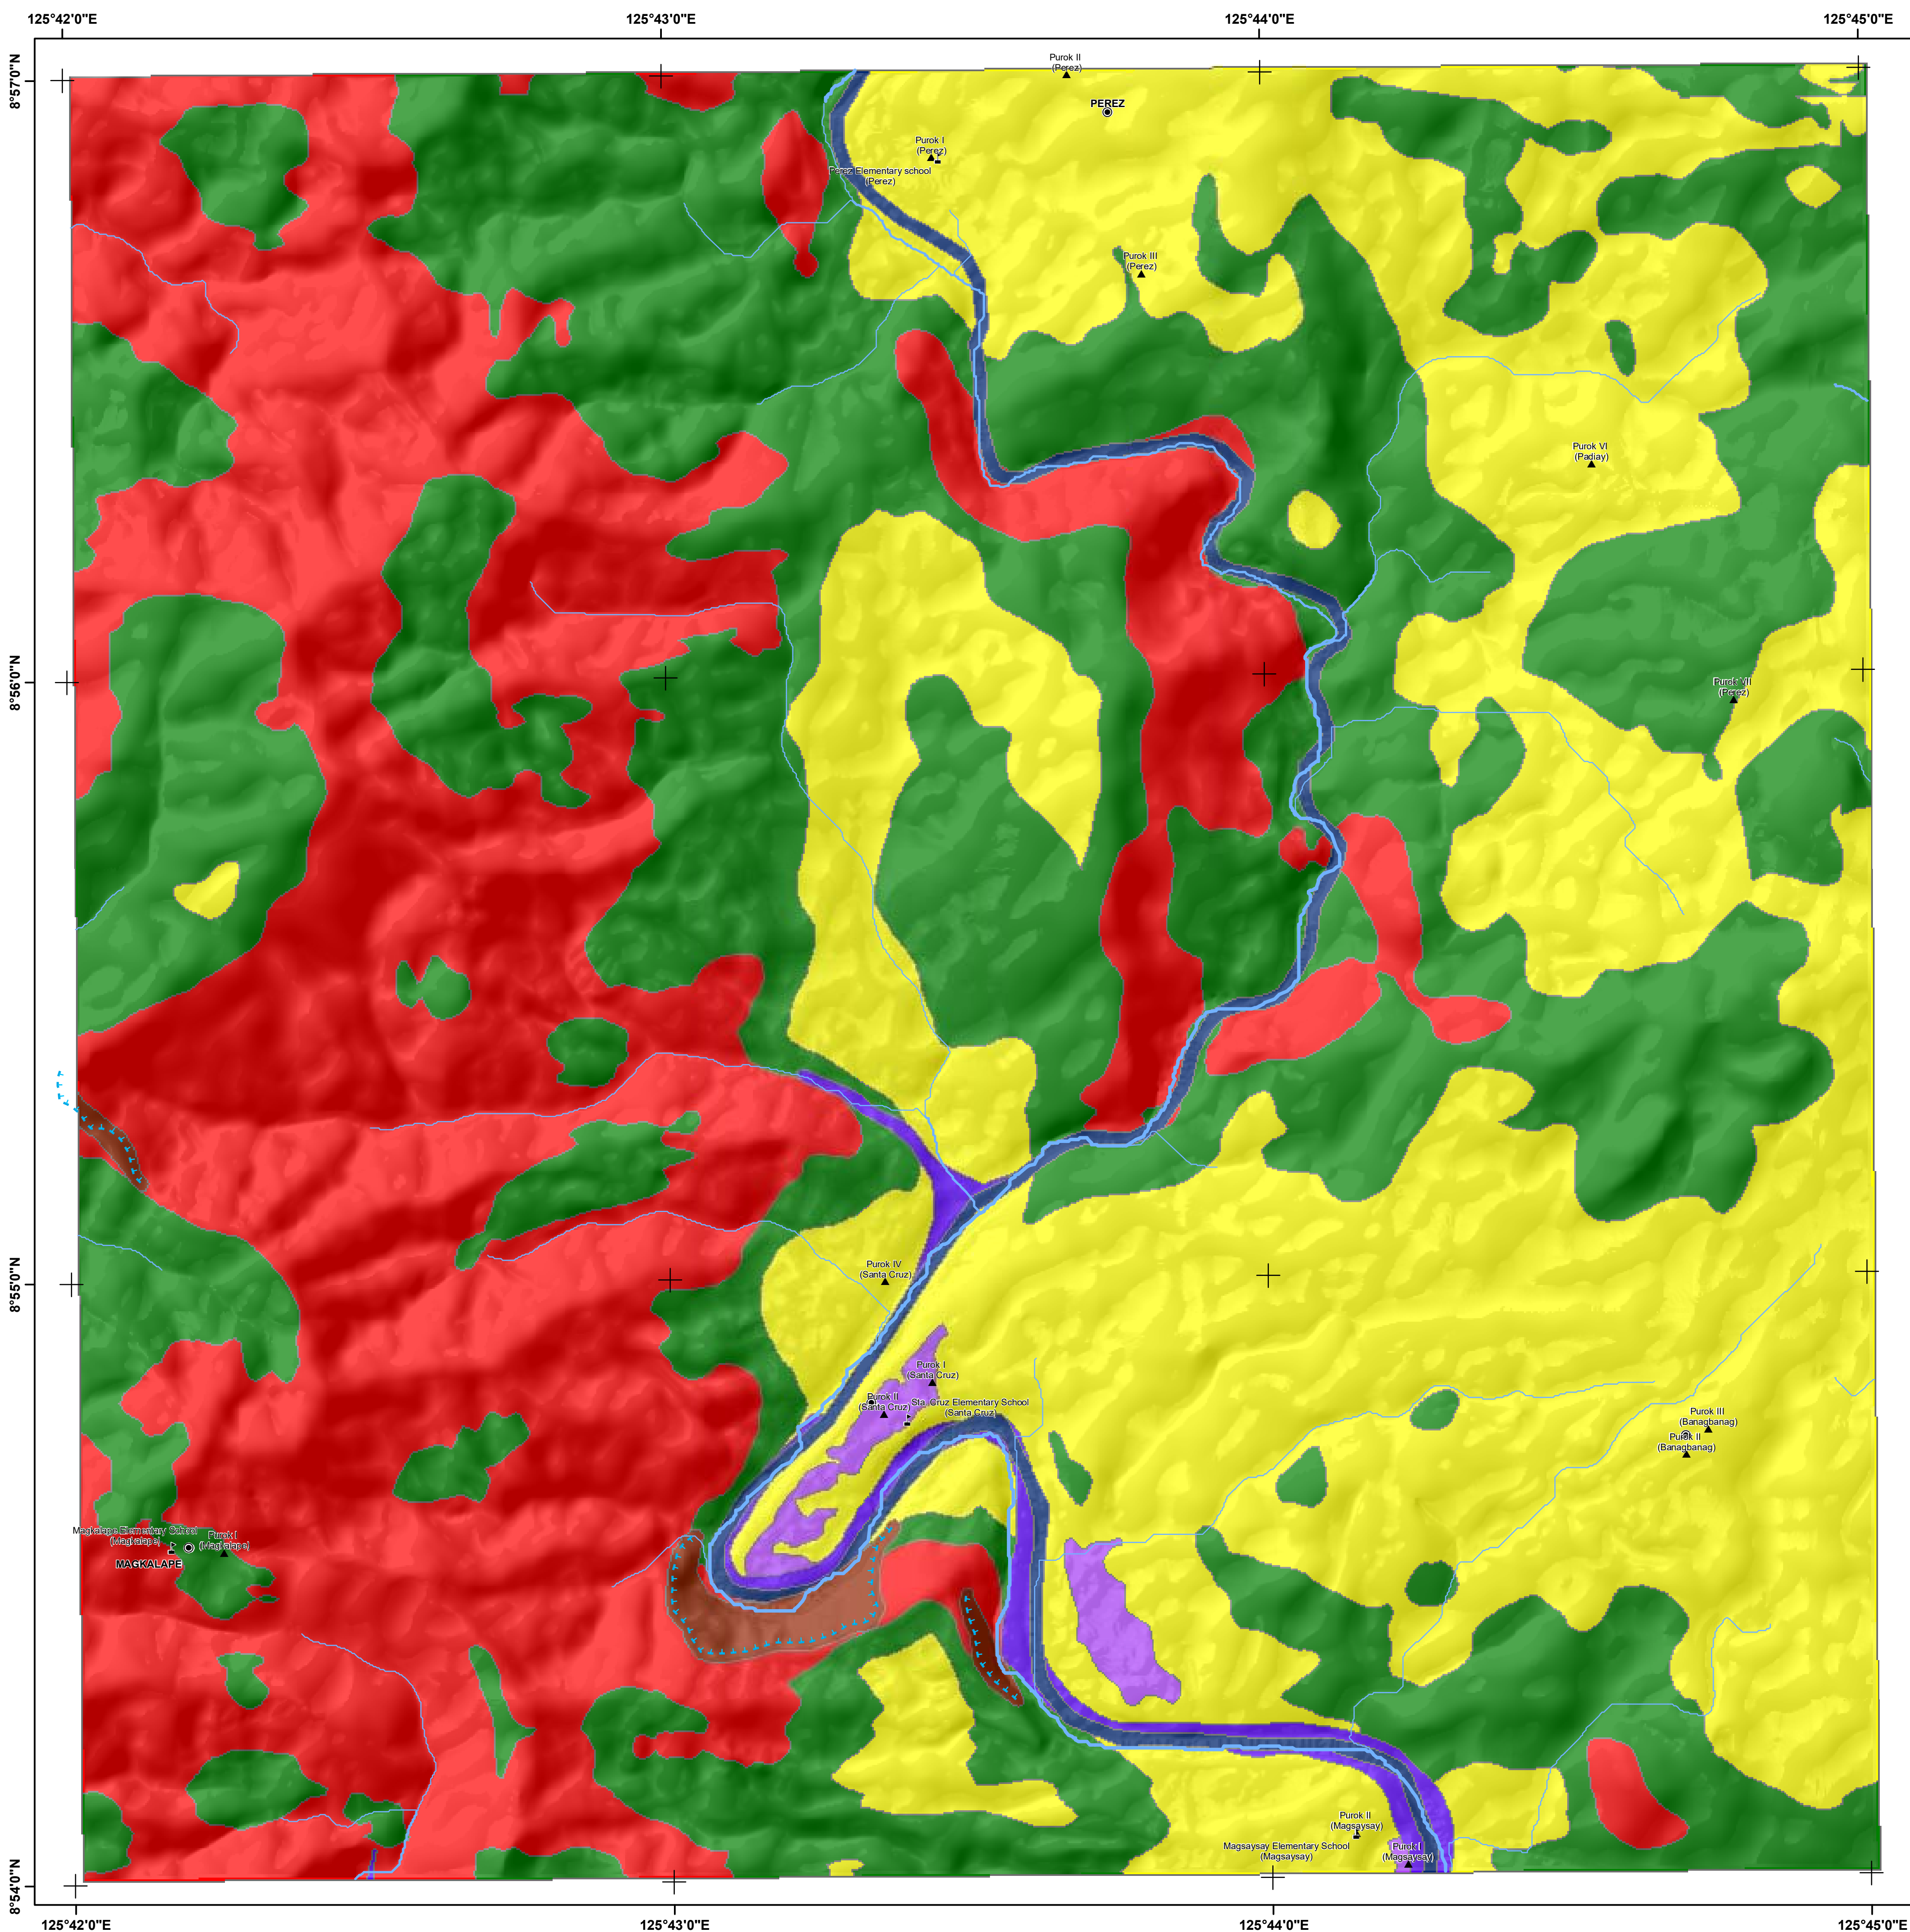 125°42'0"E
125°43'0"E
125°44'0"E
125°45'0"E
8°57'0"N
Purok II
(Perez)
PEREZ
Purok I
(Perez)
Perez Elementary school
(Perez)
Purok III
(Perez)
Purok VI
(Padiay)
8°56'0"N
Purok VII
(Perez)
8°55'0"N
Purok IV
(Santa Cruz)
Purok I
(Santa Cruz)
Purok II
(Santa Cruz)
Sta. Cruz Elementary School
(Santa Cruz)
Purok III
(Banagbanag)
Purok II
(Banagbanag)
Magkalape Elementary School
(Magkalape)
Purok I
(Magkalape)
MAGKALAPE
Purok II
(Magsaysay)
Magsaysay Elementary School
(Magsaysay)
Purok I
(Magsaysay)
8°54'0"N
125°42'0"E
125°43'0"E
125°44'0"E
125°45'0"E